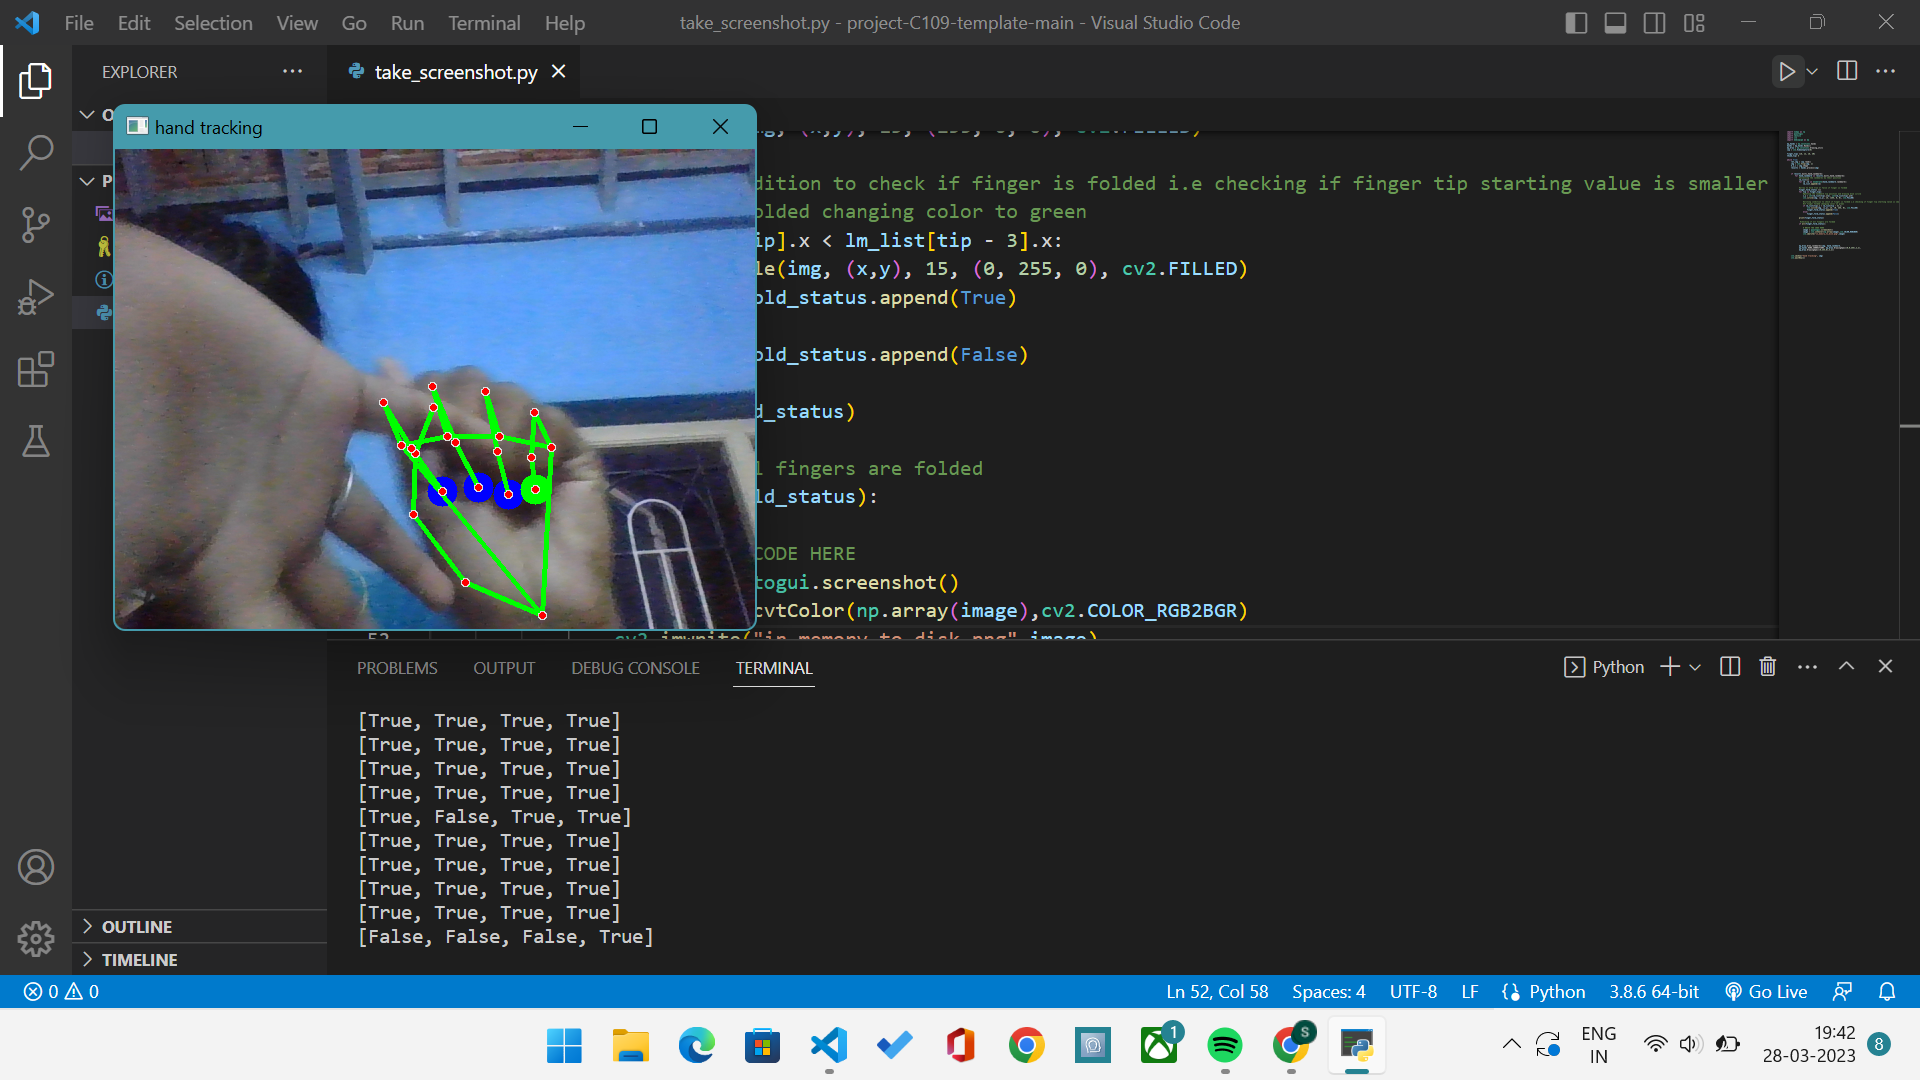 File Edit Selection View Go Run Terminal Help
take_screenshot.py - project-C109-template-main - Visual Studio Code
EXPLORER
take_screenshot.py
hand tracking
dition to check if finger is folded i.e checking if finger tip starting value is smaller
olded changing color to green
ip].x < lm_list[tip - 3].x:
le(img, (x,y), 15, (0, 255, 0), cv2.FILLED)
old_status.append(True)
old_status.append(False)
d_status)
l fingers are folded
ld_status):
CODE HERE
togui.screenshot()
cvtColor(np.array(image),cv2.COLOR_RGB2BGR)
52 cv2.imwrite("in_memory_to_disk.png",image)
PROBLEMS OUTPUT DEBUG CONSOLE TERMINAL
Python
[True, True, True, True]
[True, True, True, True]
[True, True, True, True]
[True, True, True, True]
[True, False, True, True]
[True, True, True, True]
[True, True, True, True]
[True, True, True, True]
[True, True, True, True]
[False, False, False, True]
OUTLINE
TIMELINE
0 0
Ln 52, Col 58 Spaces: 4 UTF-8 LF Python 3.8.6 64-bit Go Live
1
S
ENG
IN
19:42
28-03-2023
8